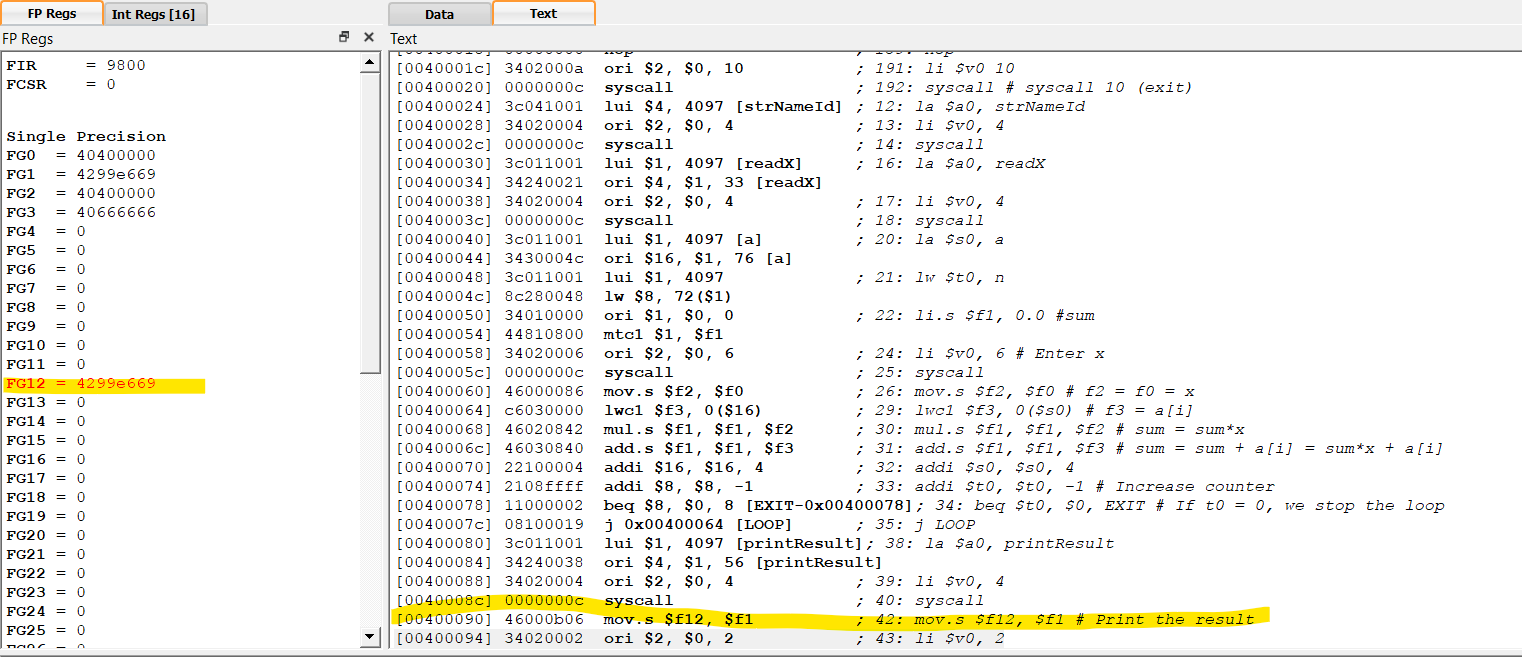 FP Regs
Int Regs [16]
Data
Text
FP Regs
Text
FIR      = 9800
FCSR     = 0
Single Precision
FG0  = 40400000
FG1  = 4299e669
FG2  = 40400000
FG3  = 40666666
FG4  = 0
FG5  = 0
FG6  = 0
FG7  = 0
FG8  = 0
FG9  = 0
FG10 = 0
FG11 = 0
FG12 = 4299e669
FG13 = 0
FG14 = 0
FG15 = 0
FG16 = 0
FG17 = 0
FG18 = 0
FG19 = 0
FG20 = 0
FG21 = 0
FG22 = 0
FG23 = 0
FG24 = 0
FG25 = 0
[0040001c] 3402000a  ori $2, $0, 10            ; 191: li $v0 10
[00400020] 0000000c  syscall                   ; 192: syscall # syscall 10 (exit)
[00400024] 3c041001  lui $4, 4097 [strNameId]  ; 12: la $a0, strNameId
[00400028] 34020004  ori $2, $0, 4             ; 13: li $v0, 4
[0040002c] 0000000c  syscall                   ; 14: syscall
[00400030] 3c011001  lui $1, 4097 [readX]      ; 16: la $a0, readX
[00400034] 34240021  ori $4, $1, 33 [readX]
[00400038] 34020004  ori $2, $0, 4             ; 17: li $v0, 4
[0040003c] 0000000c  syscall                   ; 18: syscall
[00400040] 3c011001  lui $1, 4097 [a]          ; 20: la $s0, a
[00400044] 3430004c  ori $16, $1, 76 [a]
[00400048] 3c011001  lui $1, 4097              ; 21: lw $t0, n
[0040004c] 8c280048  lw $8, 72($1)
[00400050] 34010000  ori $1, $0, 0             ; 22: li.s $f1, 0.0 #sum
[00400054] 44810800  mtc1 $1, $f1
[00400058] 34020006  ori $2, $0, 6             ; 24: li $v0, 6 # Enter x
[0040005c] 0000000c  syscall                   ; 25: syscall
[00400060] 46000086  mov.s $f2, $f0            ; 26: mov.s $f2, $f0 # f2 = f0 = x
[00400064] c6030000  lwc1 $f3, 0($16)          ; 29: lwc1 $f3, 0($s0) # f3 = a[i]
[00400068] 46020842  mul.s $f1, $f1, $f2       ; 30: mul.s $f1, $f1, $f2 # sum = sum*x
[0040006c] 46030840  add.s $f1, $f1, $f3       ; 31: add.s $f1, $f1, $f3 # sum = sum + a[i] = sum*x + a[i]
[00400070] 22100004  addi $16, $16, 4          ; 32: addi $s0, $s0, 4
[00400074] 2108ffff  addi $8, $8, -1           ; 33: addi $t0, $t0, -1 # Increase counter
[00400078] 11000002  beq $8, $0, 8 [EXIT-0x00400078]; 34: beq $t0, $0, EXIT # If t0 = 0, we stop the loop
[0040007c] 08100019  j 0x00400064 [LOOP]       ; 35: j LOOP
[00400080] 3c011001  lui $1, 4097 [printResult]; 38: la $a0, printResult
[00400084] 34240038  ori $4, $1, 56 [printResult]
[00400088] 34020004  ori $2, $0, 4             ; 39: li $v0, 4
[0040008c] 0000000c  syscall                   ; 40: syscall
[00400090] 46000b06  mov.s $f12, $f1           ; 42: mov.s $f12, $f1 # Print the result
[00400094] 34020002  ori $2, $0, 2             ; 43: li $v0, 2